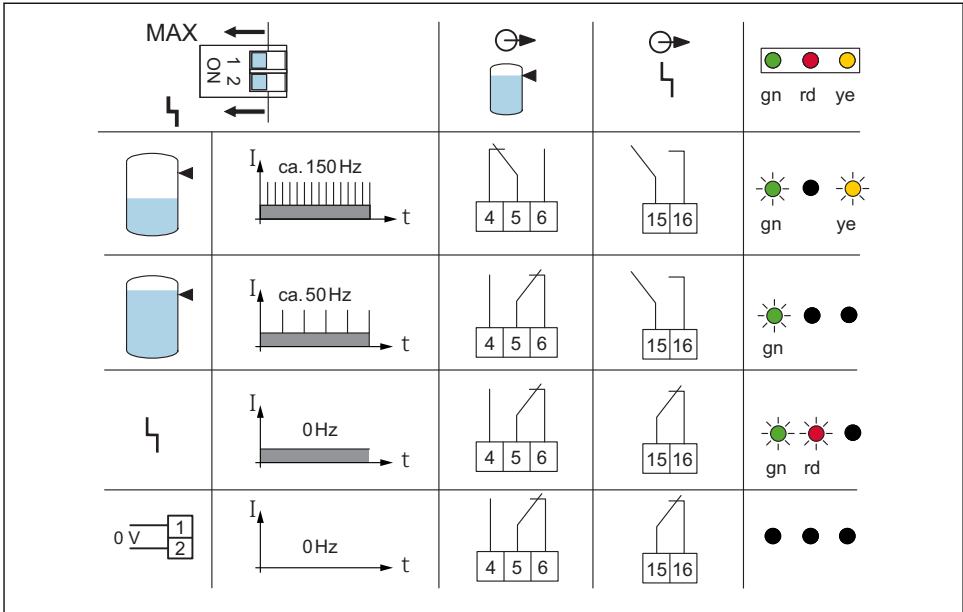 MAX
1 2
ON
gn rd ye
I
ca. 150 Hz
t
4 5 6
15 16
gn ye
I
ca. 50 Hz
t
4 5 6
15 16
gn
I
0 Hz
t
4 5 6
15 16
gn rd
0 V
1
2
I
0 Hz
t
4 5 6
15 16